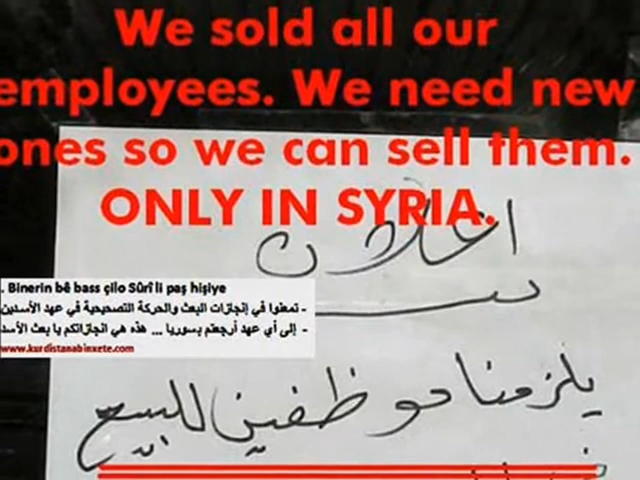 We sold all our
employees. We need new
ones so we can sell them.
ONLY IN SYRIA.
اعلان
. Binerin bê bass çilo Sûrî li paş hişiye
- تمعنوا في إنجازات البعث والحركة التصحيحية في عهد الأسدين
- إلى أي عهد أرجعتم بسوريا ... هذه هي انجازاتكم يا بعث الأسد
www.kurdistanabinxete.com
يلزمنا موظفين للبيع